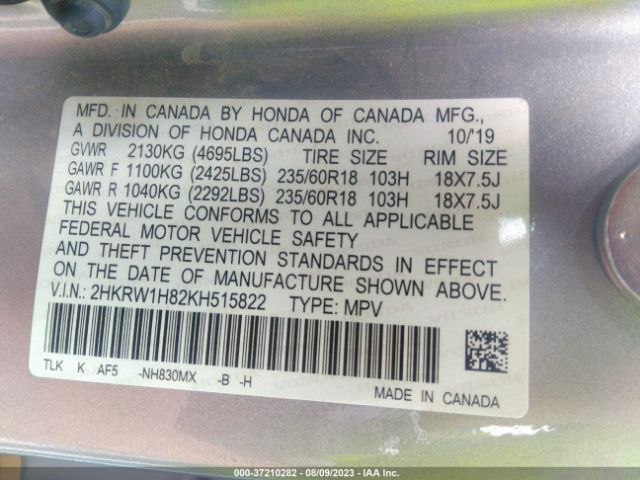 MFD. IN CANADA BY HONDA OF CANADA MFG.,
A DIVISION OF HONDA CANADA INC. 10/'19
GVWR 2130KG (4695LBS) TIRE SIZE RIM SIZE
GAWR F 1100KG (2425LBS) 235/60R18 103H 18X7.5J
GAWR R 1040KG (2292LBS) 235/60R18 103H 18X7.5J
THIS VEHICLE CONFORMS TO ALL APPLICABLE
FEDERAL MOTOR VEHICLE SAFETY
AND THEFT PREVENTION STANDARDS IN EFFECT
ON THE DATE OF MANUFACTURE SHOWN ABOVE.
V.I.N.: 2HKRW1H82KH515822 TYPE: MPV
TLK K AF5 -NH830MX -B -H
MADE IN CANADA
000-37210282 - 08/09/2023 - IAA Inc.